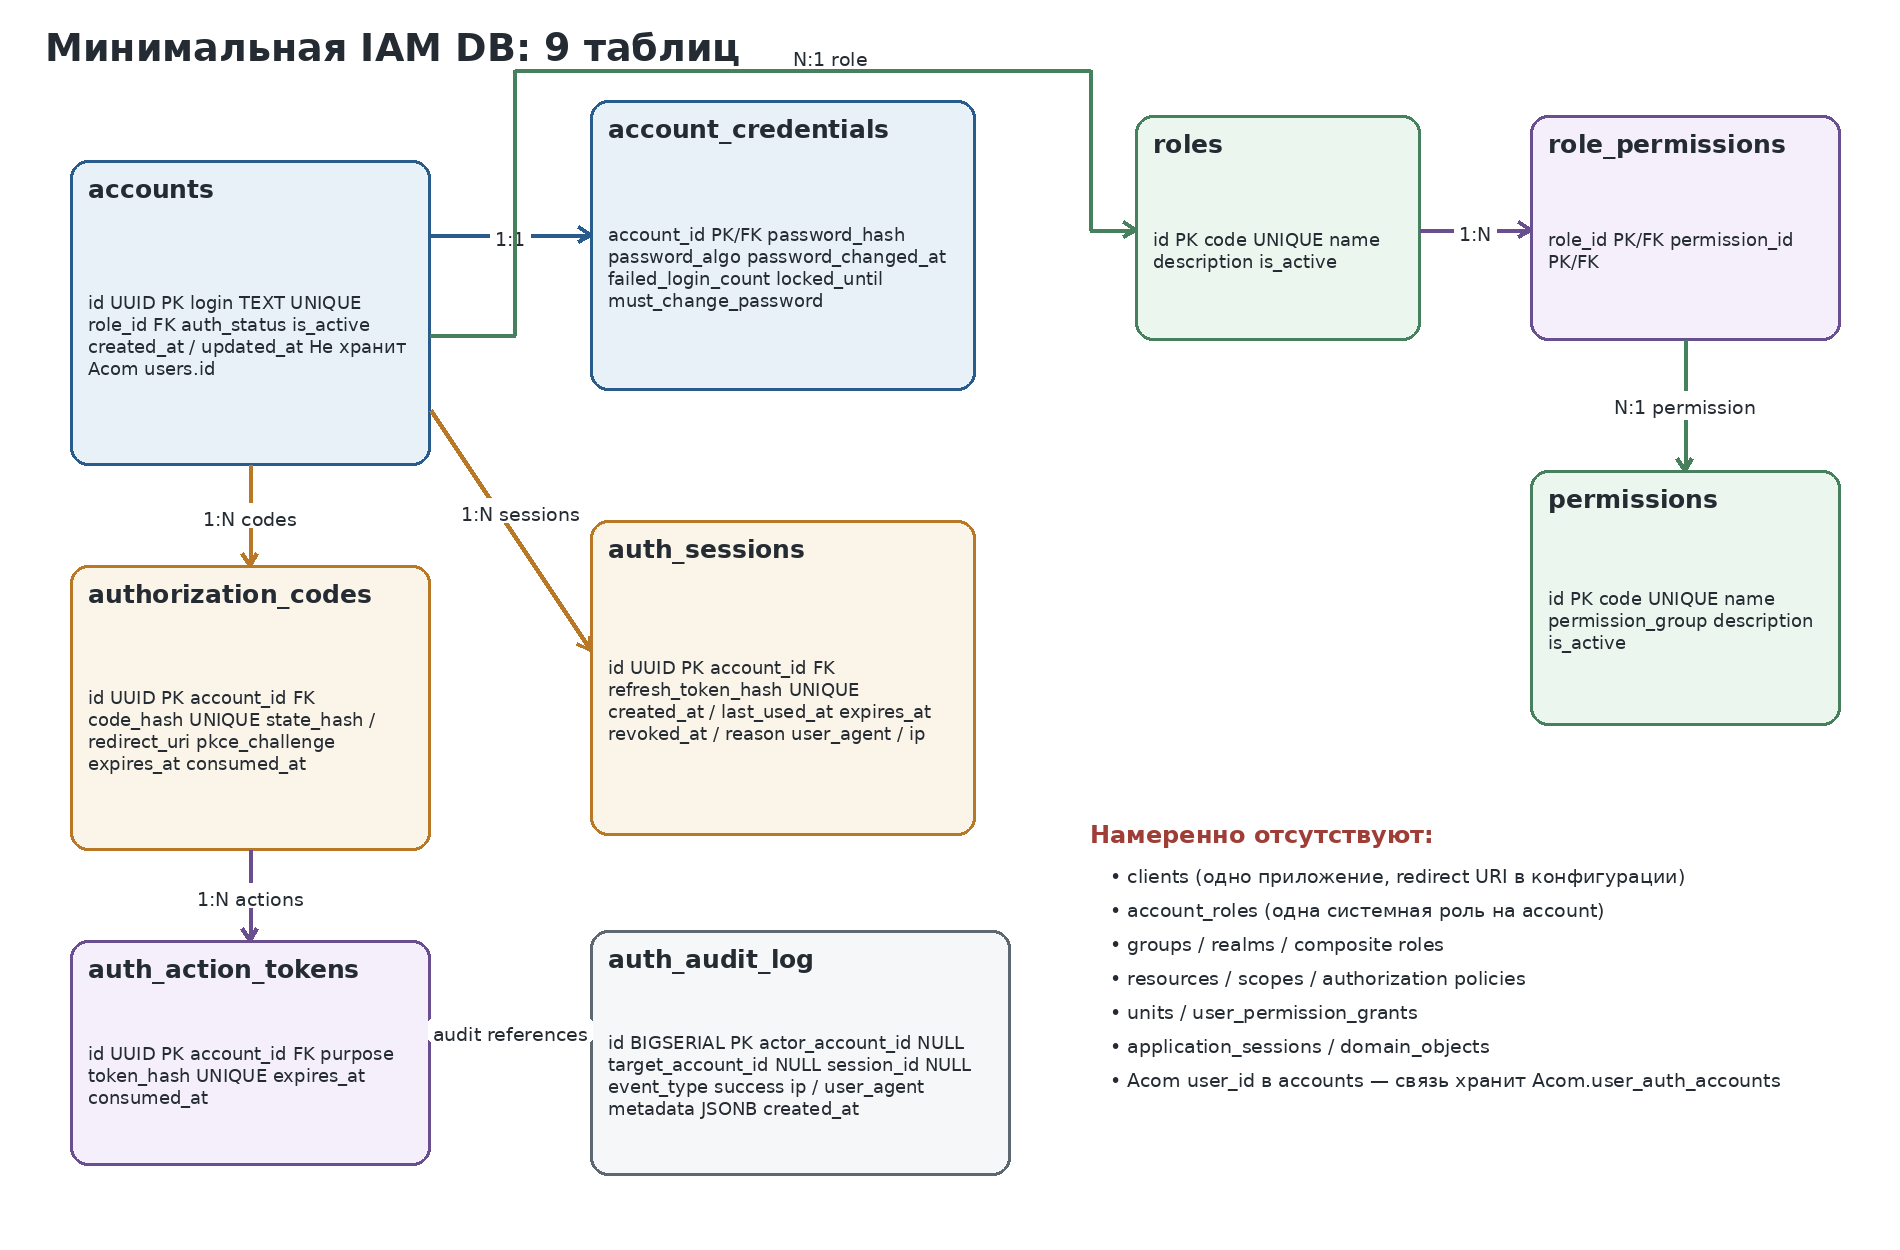 Минимальная IAM DB: 9 таблиц
N:1 role
accounts
id UUID PK login TEXT UNIQUE
role_id FK auth_status is_active
created_at / updated_at Не хранит
Acom users.id
1:1
account_credentials
account_id PK/FK password_hash
password_algo password_changed_at
failed_login_count locked_until
must_change_password
roles
id PK code UNIQUE name
description is_active
1:N
role_permissions
role_id PK/FK permission_id
PK/FK
N:1 permission
permissions
id PK code UNIQUE name
permission_group description
is_active
1:N codes
1:N sessions
authorization_codes
id UUID PK account_id FK
code_hash UNIQUE state_hash /
redirect_uri pkce_challenge
expires_at consumed_at
auth_sessions
id UUID PK account_id FK
refresh_token_hash UNIQUE
created_at / last_used_at expires_at
revoked_at / reason user_agent / ip
1:N actions
auth_action_tokens
id UUID PK account_id FK purpose
token_hash UNIQUE expires_at
consumed_at
audit references
auth_audit_log
id BIGSERIAL PK actor_account_id NULL
target_account_id NULL session_id NULL
event_type success ip / user_agent
metadata JSONB created_at
Намеренно отсутствуют:
• clients (одно приложение, redirect URI в конфигурации)
• account_roles (одна системная роль на account)
• groups / realms / composite roles
• resources / scopes / authorization policies
• units / user_permission_grants
• application_sessions / domain_objects
• Acom user_id в accounts — связь хранит Acom.user_auth_accounts